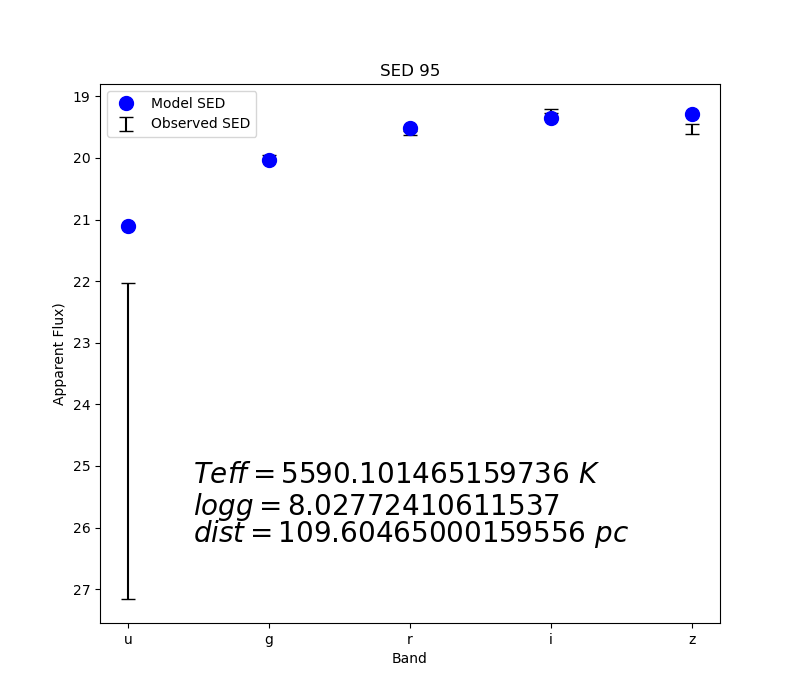 SED 95
Model SED
Observed SED
19
20
21
22
23
24
25
26
27
Apparent Flux)
Teff = 5590.101465159736 K
logg = 8.02772410611537
dist = 109.60465000159556 pc
u g r i z
Band